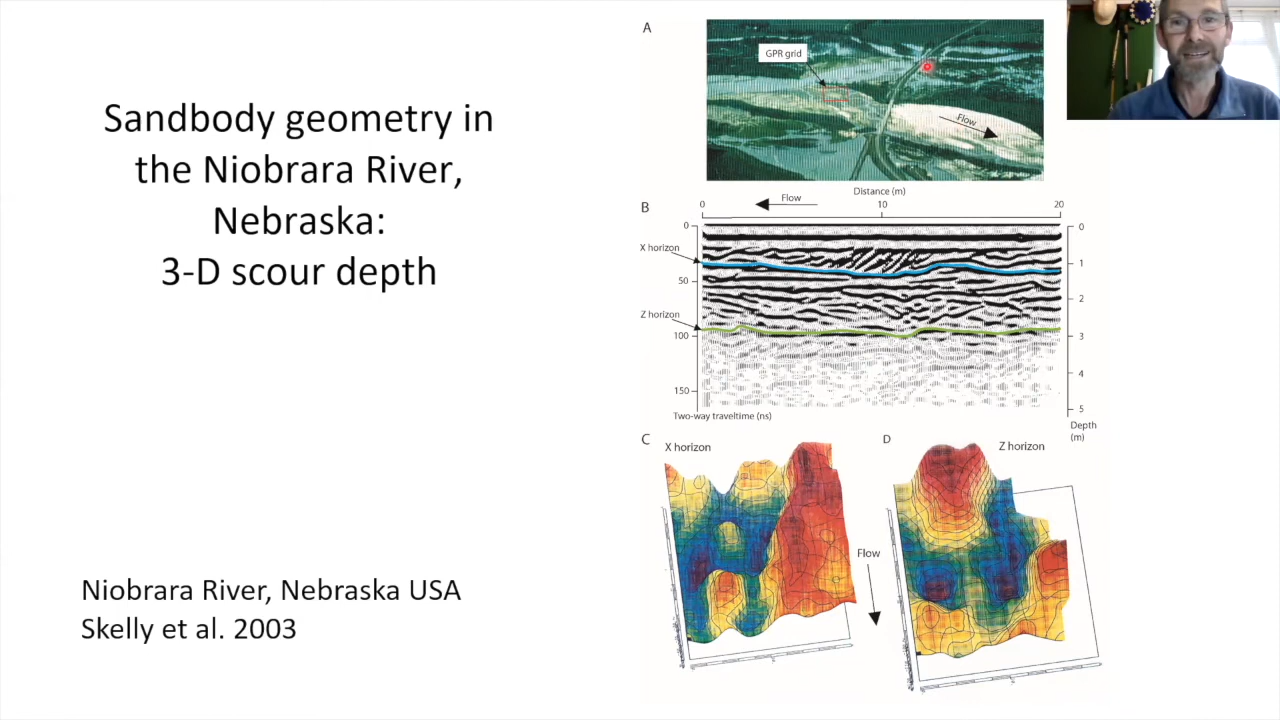 Sandbody geometry in
the Niobrara River,
Nebraska:
3-D scour depth
Niobrara River, Nebraska USA
Skelly et al. 2003
A
GPR grid
Flow
Distance (m)
Flow
B
0
10
20
X horizon
Z horizon
0
50
100
150
0
1
2
3
4
5
Two-way traveltime (ns)
Depth
(m)
C
X horizon
D
Z horizon
Flow